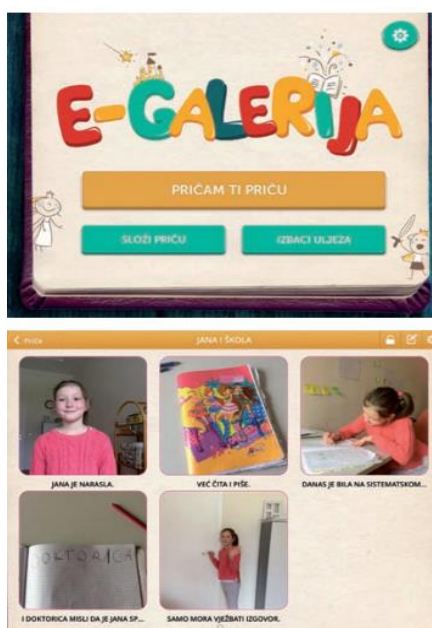 E-GALERIJA
PRIČAM TI PRIČU
SLOŽI PRIČU
IZBACI ULJEZA
Priče
JANA I ŠKOLA
JANA JE NARASLA.
VEĆ ČITA I PIŠE.
DANAS JE BILA NA SISTEMATSKOM...
DOKTORICA
I DOKTORICA MISLI DA JE JANA SP...
SAMO MORA VJEŽBATI IZGOVOR.